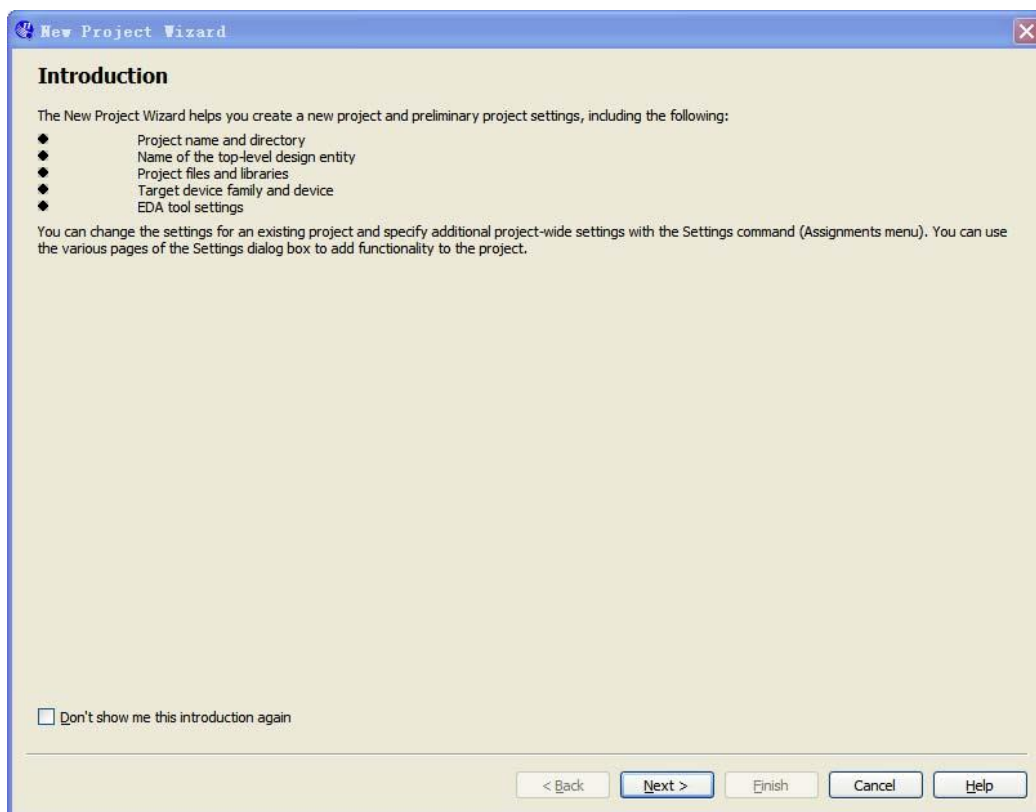 New Project Wizard
Introduction
The New Project Wizard helps you create a new project and preliminary project settings, including the following:
Project name and directory
Name of the top-level design entity
Project files and libraries
Target device family and device
EDA tool settings
You can change the settings for an existing project and specify additional project-wide settings with the Settings command (Assignments menu). You can use
the various pages of the Settings dialog box to add functionality to the project.
Don't show me this introduction again
< Back Next > Finish Cancel Help